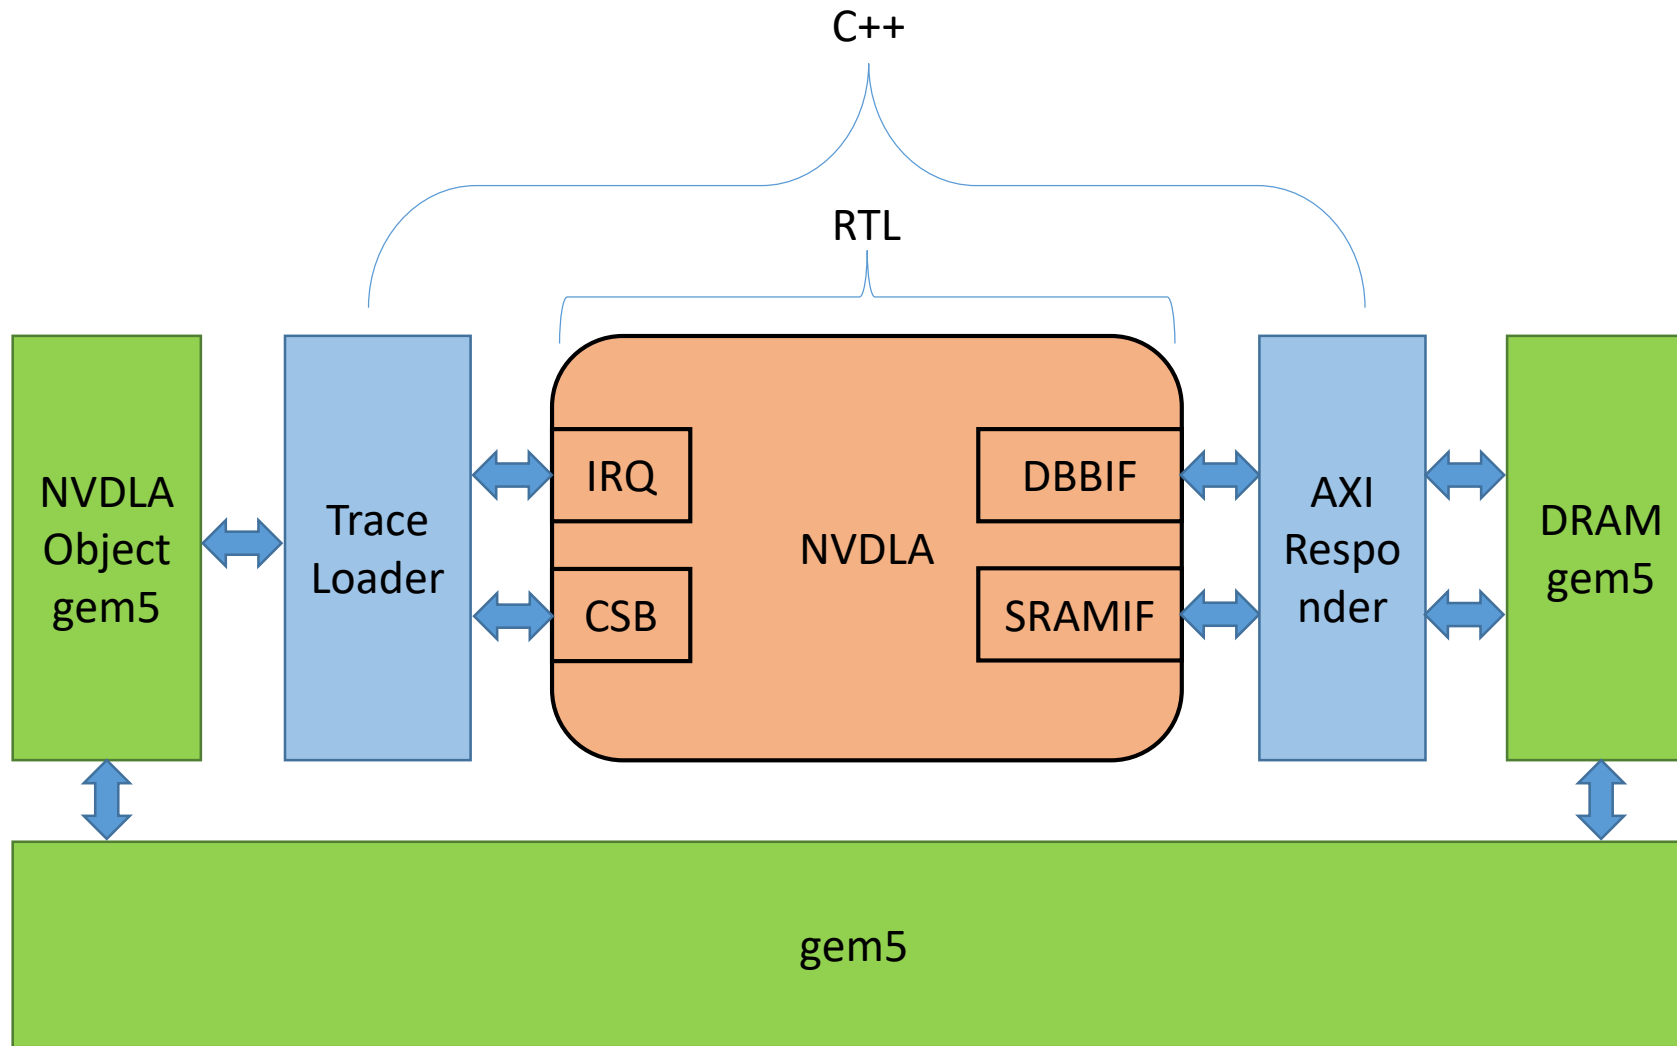 C++
RTL
NVDLA
Object
gem5
Trace
Loader
IRQ
CSB
NVDLA
DBBIF
SRAMIF
AXI
Respo
nder
DRAM
gem5
gem5